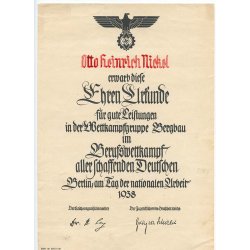 Otto Heinrich Nickel
erwarb diese
Ehren Urkunde
für gute Leistungen
in der Wettkampfgruppe Bergbau
im
Berufswettkampf
aller schaffenden Deutschen
Berlin, am Tag der nationalen Arbeit
1938